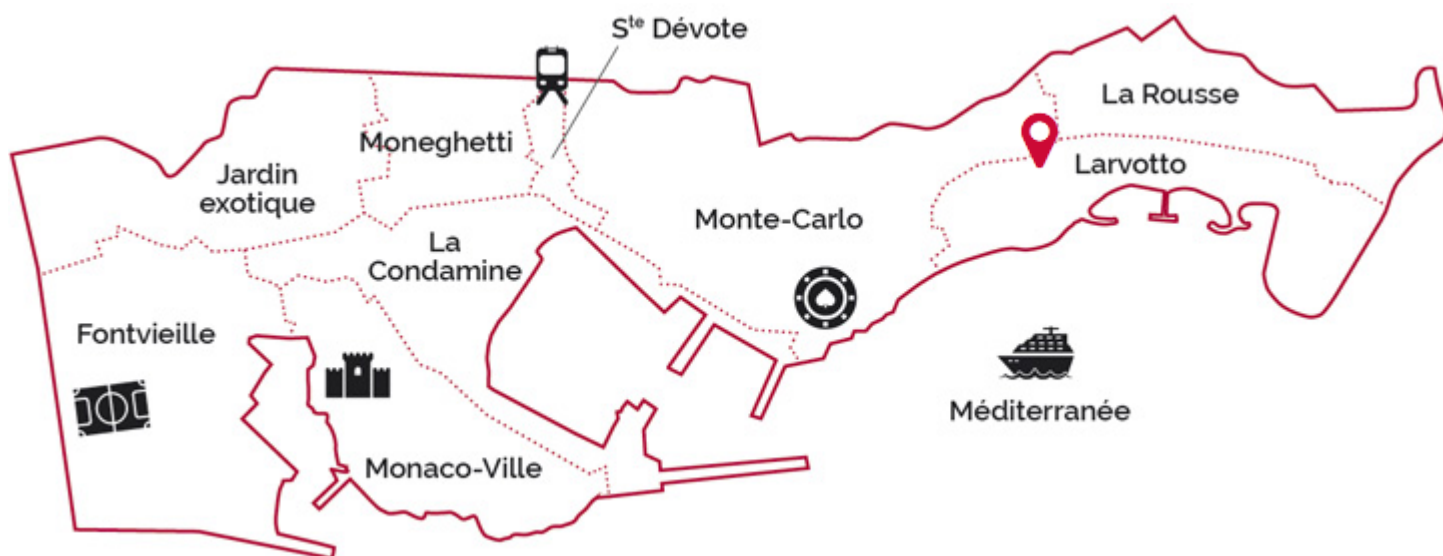 Sᵗᵉ Dévote
La Rousse
Moneghetti
Larvotto
Jardin
exotique
Monte-Carlo
La
Condamine
Fontvieille
Méditerranée
Monaco-Ville